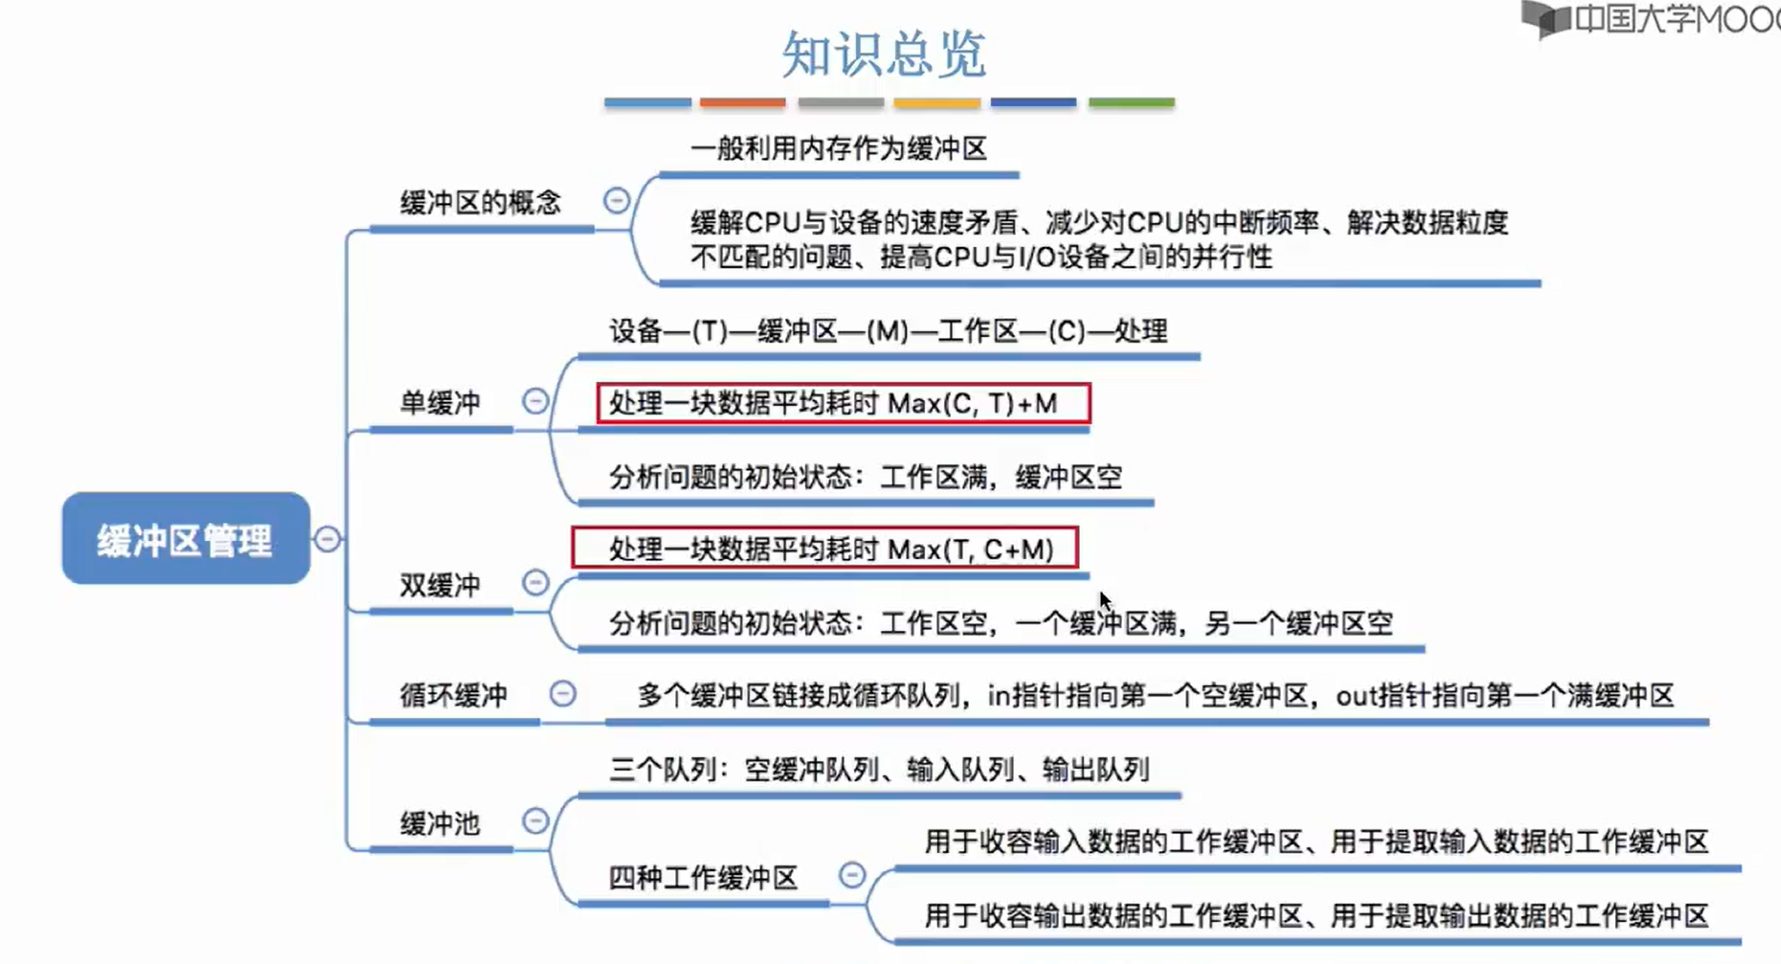 中国大学MOOC
知识总览
一般利用内存作为缓冲区
缓冲区的概念
缓解CPU与设备的速度矛盾、减少对CPU的中断频率、解决数据粒度
不匹配的问题、提高CPU与I/O设备之间的并行性
设备—(T)—缓冲区—(M)—工作区—(C)—处理
单缓冲
处理一块数据平均耗时 Max(C, T)+M
分析问题的初始状态：工作区满，缓冲区空
缓冲区管理
处理一块数据平均耗时 Max(T, C+M)
双缓冲
分析问题的初始状态：工作区空，一个缓冲区满，另一个缓冲区空
循环缓冲
多个缓冲区链接成循环队列，in指针指向第一个空缓冲区，out指针指向第一个满缓冲区
三个队列：空缓冲队列、输入队列、输出队列
缓冲池
四种工作缓冲区
用于收容输入数据的工作缓冲区、用于提取输入数据的工作缓冲区
用于收容输出数据的工作缓冲区、用于提取输出数据的工作缓冲区